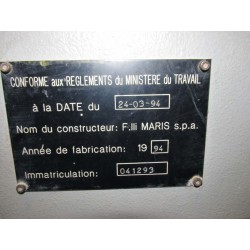 CONFORME aux REGLEMENTS du MINISTERE du TRAVAIL
à la DATE du 24-03-94
Nom du constructeur: F.lli MARIS s.p.a.
Année de fabrication: 19 94
Immatriculation: 041293